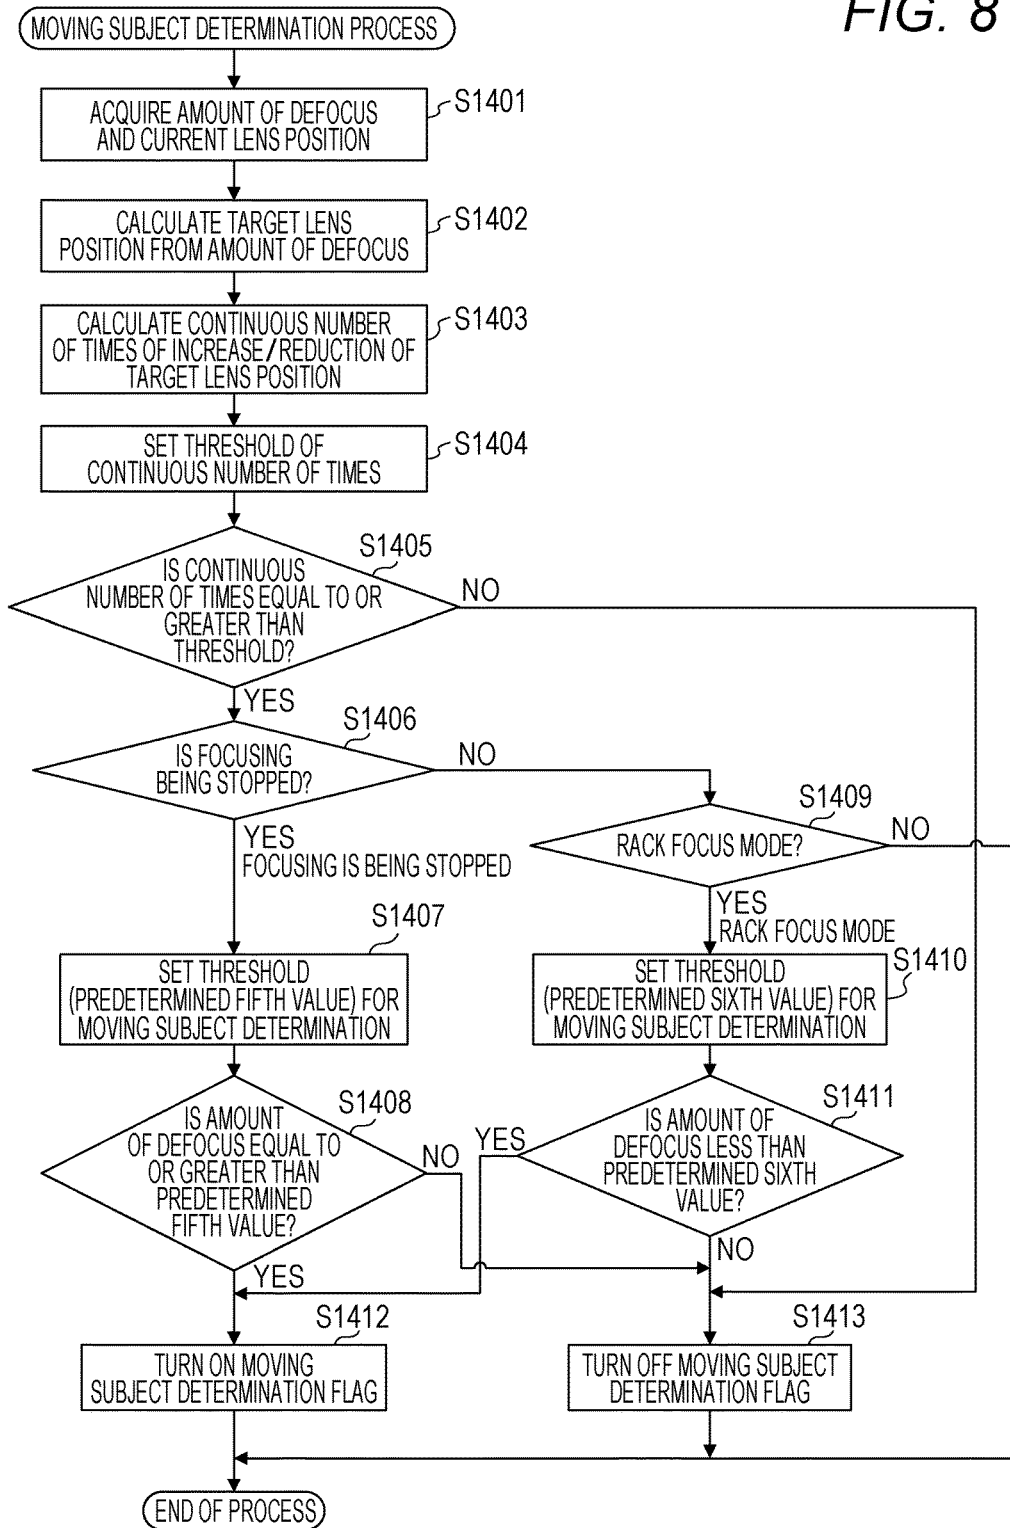 FIG. 8
MOVING SUBJECT DETERMINATION PROCESS
ACQUIRE AMOUNT OF DEFOCUS
AND CURRENT LENS POSITION
S1401
CALCULATE TARGET LENS
POSITION FROM AMOUNT OF DEFOCUS
S1402
CALCULATE CONTINUOUS NUMBER
OF TIMES OF INCREASE/REDUCTION OF
TARGET LENS POSITION
S1403
SET THRESHOLD OF
CONTINUOUS NUMBER OF TIMES
S1404
S1405
IS CONTINUOUS
NUMBER OF TIMES EQUAL TO OR
GREATER THAN
THRESHOLD?
NO
YES
S1406
IS FOCUSING
BEING STOPPED?
NO
YES
FOCUSING IS BEING STOPPED
S1409
RACK FOCUS MODE?
NO
YES
RACK FOCUS MODE
S1407
SET THRESHOLD
(PREDETERMINED FIFTH VALUE) FOR
MOVING SUBJECT DETERMINATION
S1410
SET THRESHOLD
(PREDETERMINED SIXTH VALUE) FOR
MOVING SUBJECT DETERMINATION
S1408
IS AMOUNT
OF DEFOCUS EQUAL TO
OR GREATER THAN
PREDETERMINED
FIFTH VALUE?
NO
YES
S1411
IS AMOUNT OF
DEFOCUS LESS THAN
PREDETERMINED SIXTH
VALUE?
YES
NO
S1412
TURN ON MOVING
SUBJECT DETERMINATION FLAG
S1413
TURN OFF MOVING SUBJECT
DETERMINATION FLAG
END OF PROCESS